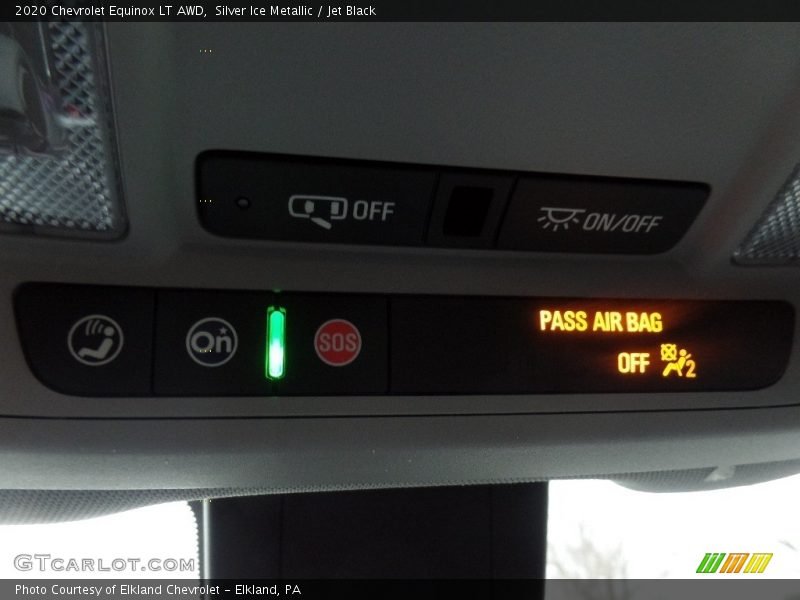 2020 Chevrolet Equinox LT AWD, Silver Ice Metallic / Jet Black
OFF
ON/OFF
On
SOS
PASS AIR BAG
OFF 2
GTCARLOT.COM
Photo Courtesy of Elkland Chevrolet - Elkland, PA